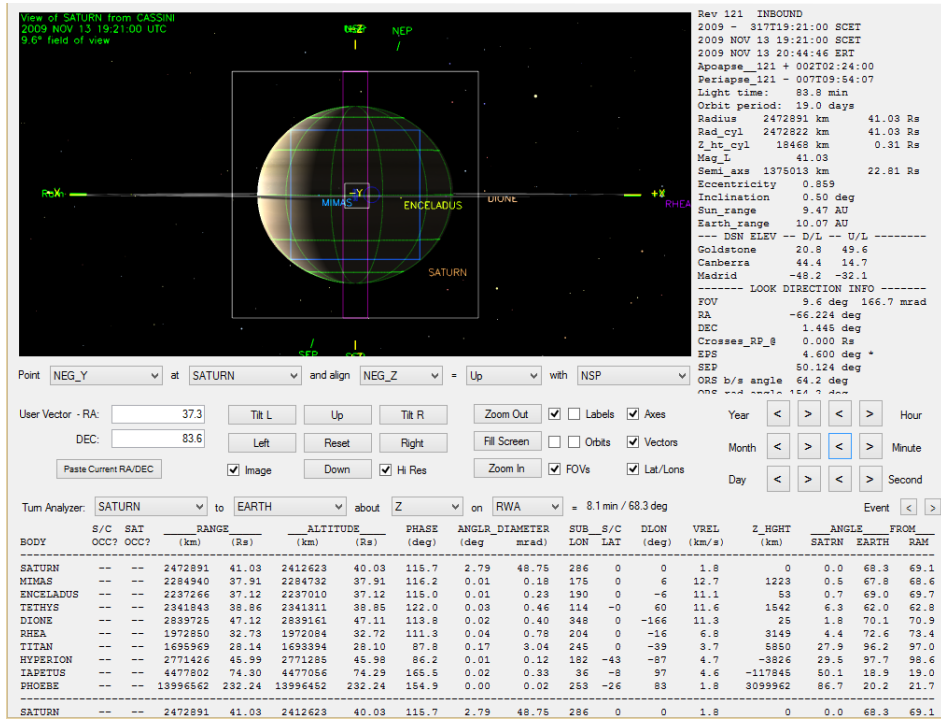 View of SATURN from CASSINI
2009 NOV 13 19:21:00 UTC
9.6° field of view
NEP
-X
-Y
MIMAS
ENCELADUS
DIONE
RHEA
SATURN
SEP
Rev 121 INBOUND
2009 - 317T19:21:00 SCET
2009 NOV 13 19:21:00 SCET
2009 NOV 13 20:44:46 ERT
Apoapse__121 + 002T02:24:00
Periapse_121 - 007T09:54:07
Light time: 83.8 min
Orbit period: 19.0 days
Radius 2472891 km 41.03 Rs
Rad_cyl 2472822 km 41.03 Rs
Z_ht_cyl 18468 km 0.31 Rs
Mag_L 41.03
Semi_axs 1375013 km 22.81 Rs
Eccentricity 0.859
Inclination 0.50 deg
Sun_range 9.47 AU
Earth_range 10.07 AU
--- DSN ELEV -- D/L -- U/L --------
Goldstone 20.8 49.6
Canberra 44.4 14.7
Madrid -48.2 -32.1
------- LOOK DIRECTION INFO -------
FOV 9.6 deg 166.7 mrad
RA -66.224 deg
DEC 1.445 deg
Crosses_RP_@ 0.000 Rs
EPS 4.600 deg *
SEP 50.124 deg
ORS b/s angle 64.2 deg
ORS rad angle 154.2 deg
Point NEG_Y at SATURN and align NEG_Z = Up with NSP
User Vector - RA: 37.3
DEC: 83.6
Paste Current RA/DEC
Tilt L Up Tilt R
Left Reset Right
Image Down Hi Res
Zoom Out Labels Axes
Fill Screen Orbits Vectors
Zoom In FOVs Lat/Lons
Year < > < > Hour
Month < > < > Minute
Day < > < > Second
Turn Analyzer: SATURN to EARTH about Z on RWA = 8.1 min / 68.3 deg Event < >
S/C SAT RANGE ALTITUDE PHASE ANGLR_DIAMETER SUB_S/C DLON VREL Z_HGHT ANGLE FROM
BODY OCC? OCC? (km) (Rs) (km) (Rs) (deg) (deg mrad) LON LAT (deg) (km/s) (km) SATRN EARTH RAM
SATURN -- -- 2472891 41.03 2412623 40.03 115.7 2.79 48.75 286 0 0 1.8 0 0.0 68.3 69.1
MIMAS -- -- 2284940 37.91 2284732 37.91 116.2 0.01 0.18 175 0 6 12.7 1223 0.5 67.8 68.6
ENCELADUS -- -- 2237266 37.12 2237010 37.12 115.0 0.01 0.23 190 0 -6 11.1 53 0.7 69.0 69.7
TETHYS -- -- 2341843 38.86 2341311 38.85 122.0 0.03 0.46 114 -0 60 11.6 1542 6.3 62.0 62.8
DIONE -- -- 2839725 47.12 2839161 47.11 113.8 0.02 0.40 348 0 -166 11.3 25 1.8 70.1 70.9
RHEA -- -- 1972850 32.73 1972084 32.72 111.3 0.04 0.78 204 0 -16 6.8 3149 4.4 72.6 73.4
TITAN -- -- 1695969 28.14 1693394 28.10 87.8 0.17 3.04 245 0 -39 3.7 5850 27.9 96.2 97.0
HYPERION -- -- 2771426 45.99 2771285 45.98 86.2 0.01 0.12 182 -43 -87 4.7 -3826 29.5 97.7 98.6
IAPETUS -- -- 4477802 74.30 4477056 74.29 165.5 0.02 0.33 36 -8 97 4.6 -117845 50.1 18.9 19.0
PHOEBE -- -- 13996562 232.24 13996452 232.24 154.9 0.00 0.02 253 -26 83 1.8 3099962 86.7 20.2 21.7
SATURN -- -- 2472891 41.03 2412623 40.03 115.7 2.79 48.75 286 0 0 1.8 0 0.0 68.3 69.1